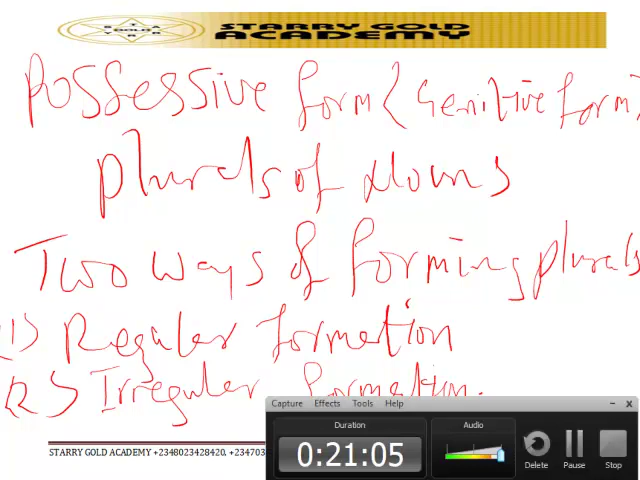 STARRY GOLD
ACADEMY
Possessive form (Genitive form)
plurals of Nouns
Two ways of forming plurals
(1) Regular formation
(2) Irregular formation.
Capture Effects Tools Help
Duration Audio
0:21:05
Delete Pause Stop
STARRY GOLD ACADEMY +2348023428420. +234703